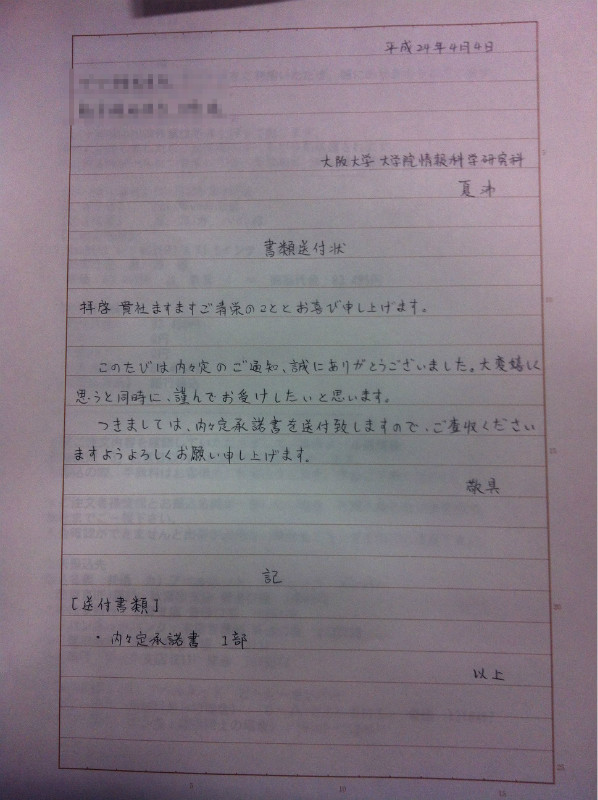 平成24年4月4日
大阪大学 大学院情報科学研究科
夏沛
書類送付状
拝啓 貴社ますますご清栄のこととお喜び申し上げます。
このたびは内々定のご通知、誠にありがとうございました。大変嬉しく
思うと同時に、謹んでお受けしたいと思います。
つきましては、内々定承諾書を送付致しますので、ご査収ください
ますようよろしくお願い申し上げます。
敬具
記
[送付書類]
・内々定承諾書 1部
以上
5
10
15